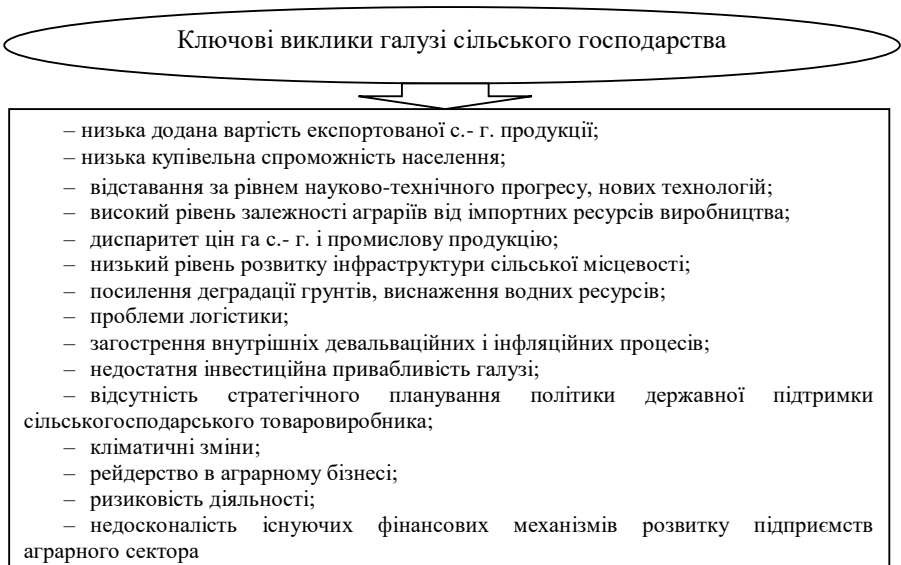 Ключові виклики галузі сільського господарства
– низька додана вартість експортованої с.- г. продукції;
– низька купівельна спроможність населення;
– відставання за рівнем науково-технічного прогресу, нових технологій;
– високий рівень залежності аграріїв від імпортних ресурсів виробництва;
– диспаритет цін га с.- г. і промислову продукцію;
– низький рівень розвитку інфраструктури сільської місцевості;
– посилення деградації грунтів, виснаження водних ресурсів;
– проблеми логістики;
– загострення внутрішніх девальваційних і інфляційних процесів;
– недостатня інвестиційна привабливість галузі;
– відсутність стратегічного планування політики державної підтримки
сільськогосподарського товаровиробника;
– кліматичні зміни;
– рейдерство в аграрному бізнесі;
– ризиковість діяльності;
– недосконалість існуючих фінансових механізмів розвитку підприємств
аграрного сектора